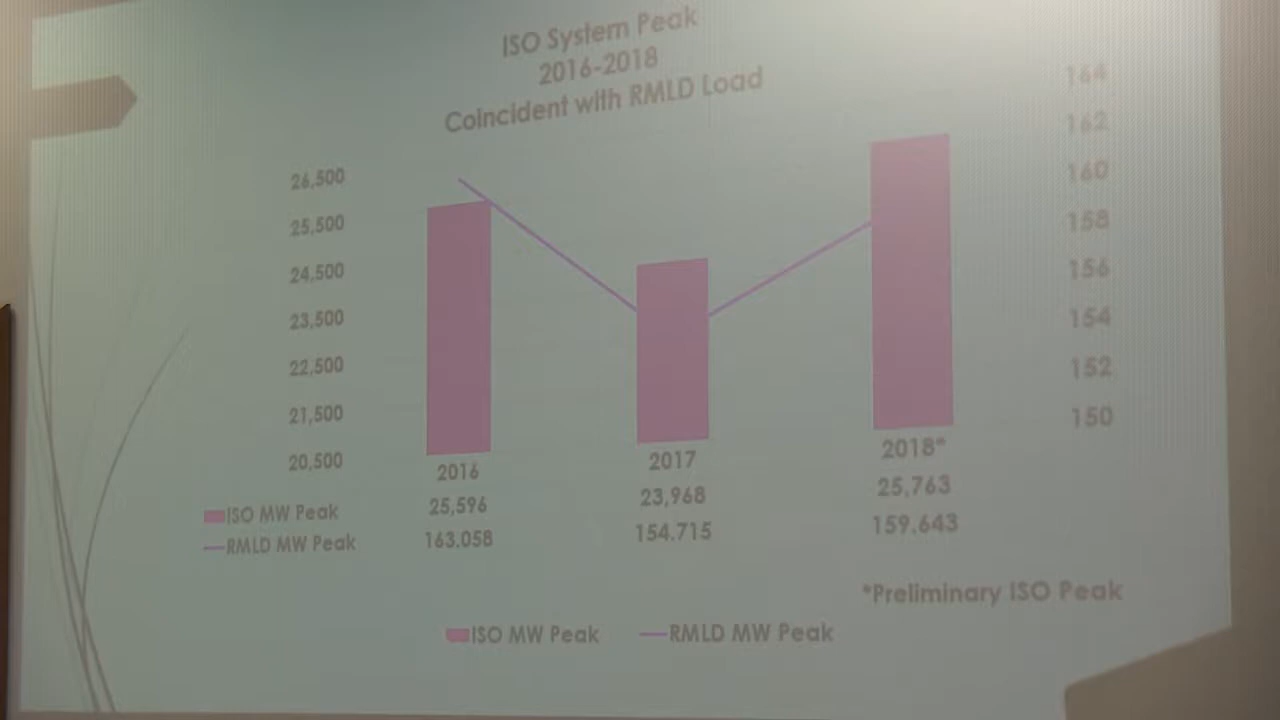 ISO System Peak
2016-2018
Coincident with RMLD Load
26,500
25,500
24,500
23,500
22,500
21,500
20,500
164
162
160
158
156
154
152
150
2016 2017 2018*
ISO MW Peak 25,596 23,968 25,763
RMLD MW Peak 163.058 154.715 159.643
*Preliminary ISO Peak
ISO MW Peak RMLD MW Peak